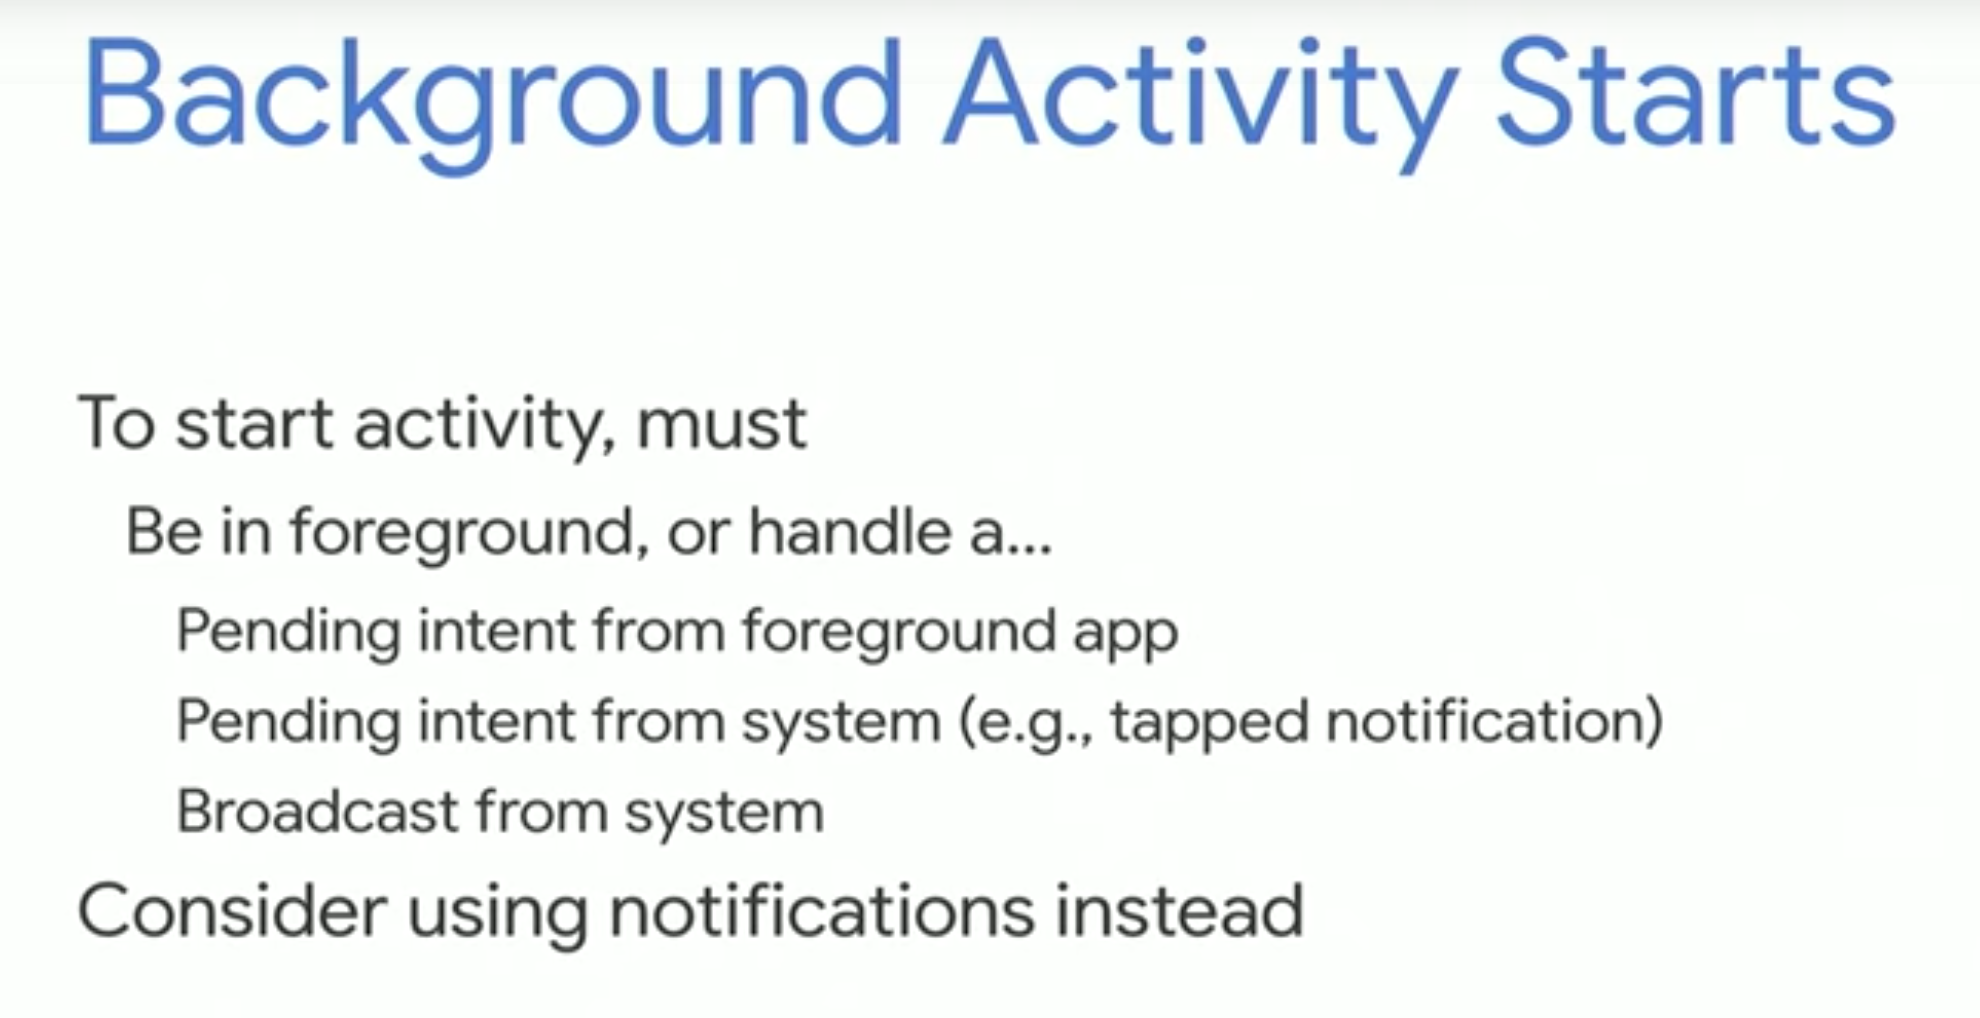 Background Activity Starts
To start activity, must
Be in foreground, or handle a...
Pending intent from foreground app
Pending intent from system (e.g., tapped notification)
Broadcast from system
Consider using notifications instead